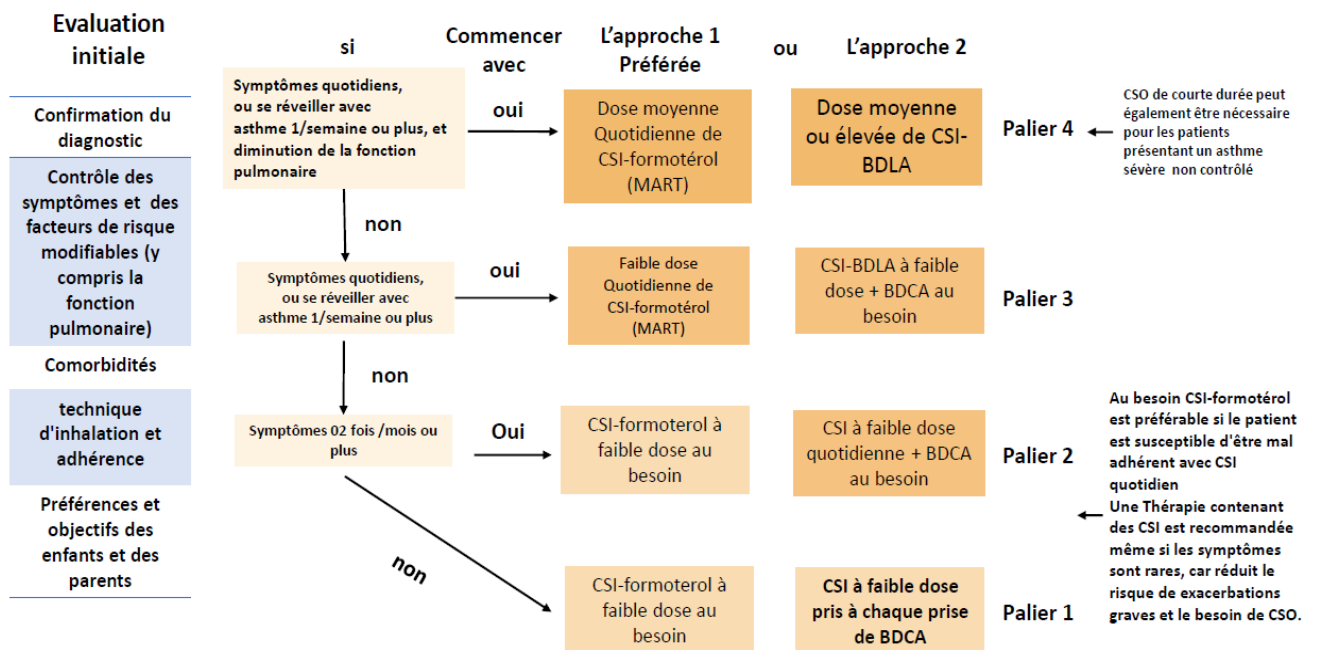 Evaluation
initiale
Confirmation du
diagnostic
Contrôle des
symptômes et des
facteurs de risque
modifiables (y
compris la
fonction
pulmonaire)
Comorbidités
technique
d'inhalation et
adhérence
Préférences et
objectifs des
enfants et des
parents
si
Commencer
avec
L'approche 1
Préférée
ou
L'approche 2
Symptômes quotidiens,
ou se réveiller avec
asthme 1/semaine ou plus, et
diminution de la fonction
pulmonaire
oui
Dose moyenne
Quotidienne de
CSI-formotérol
(MART)
Dose moyenne
ou élevée de CSI-
BDLA
Palier 4
CSO de courte durée peut
également être nécessaire
pour les patients
présentant un asthme
sévère non contrôlé
non
Symptômes quotidiens,
ou se réveiller avec
asthme 1/semaine ou plus
oui
Faible dose
Quotidienne de
CSI-formotérol
(MART)
CSI-BDLA à faible
dose + BDCA au
besoin
Palier 3
non
Symptômes 02 fois /mois ou
plus
Oui
CSI-formoterol à
faible dose au
besoin
CSI à faible dose
quotidienne + BDCA
au besoin
Palier 2
Au besoin CSI-formotérol
est préférable si le patient
est susceptible d'être mal
adhérent avec CSI
quotidien
Une Thérapie contenant
des CSI est recommandée
même si les symptômes
sont rares, car réduit le
risque de exacerbations
graves et le besoin de CSO.
non
CSI-formoterol à
faible dose au
besoin
CSI à faible dose
pris à chaque prise
de BDCA
Palier 1